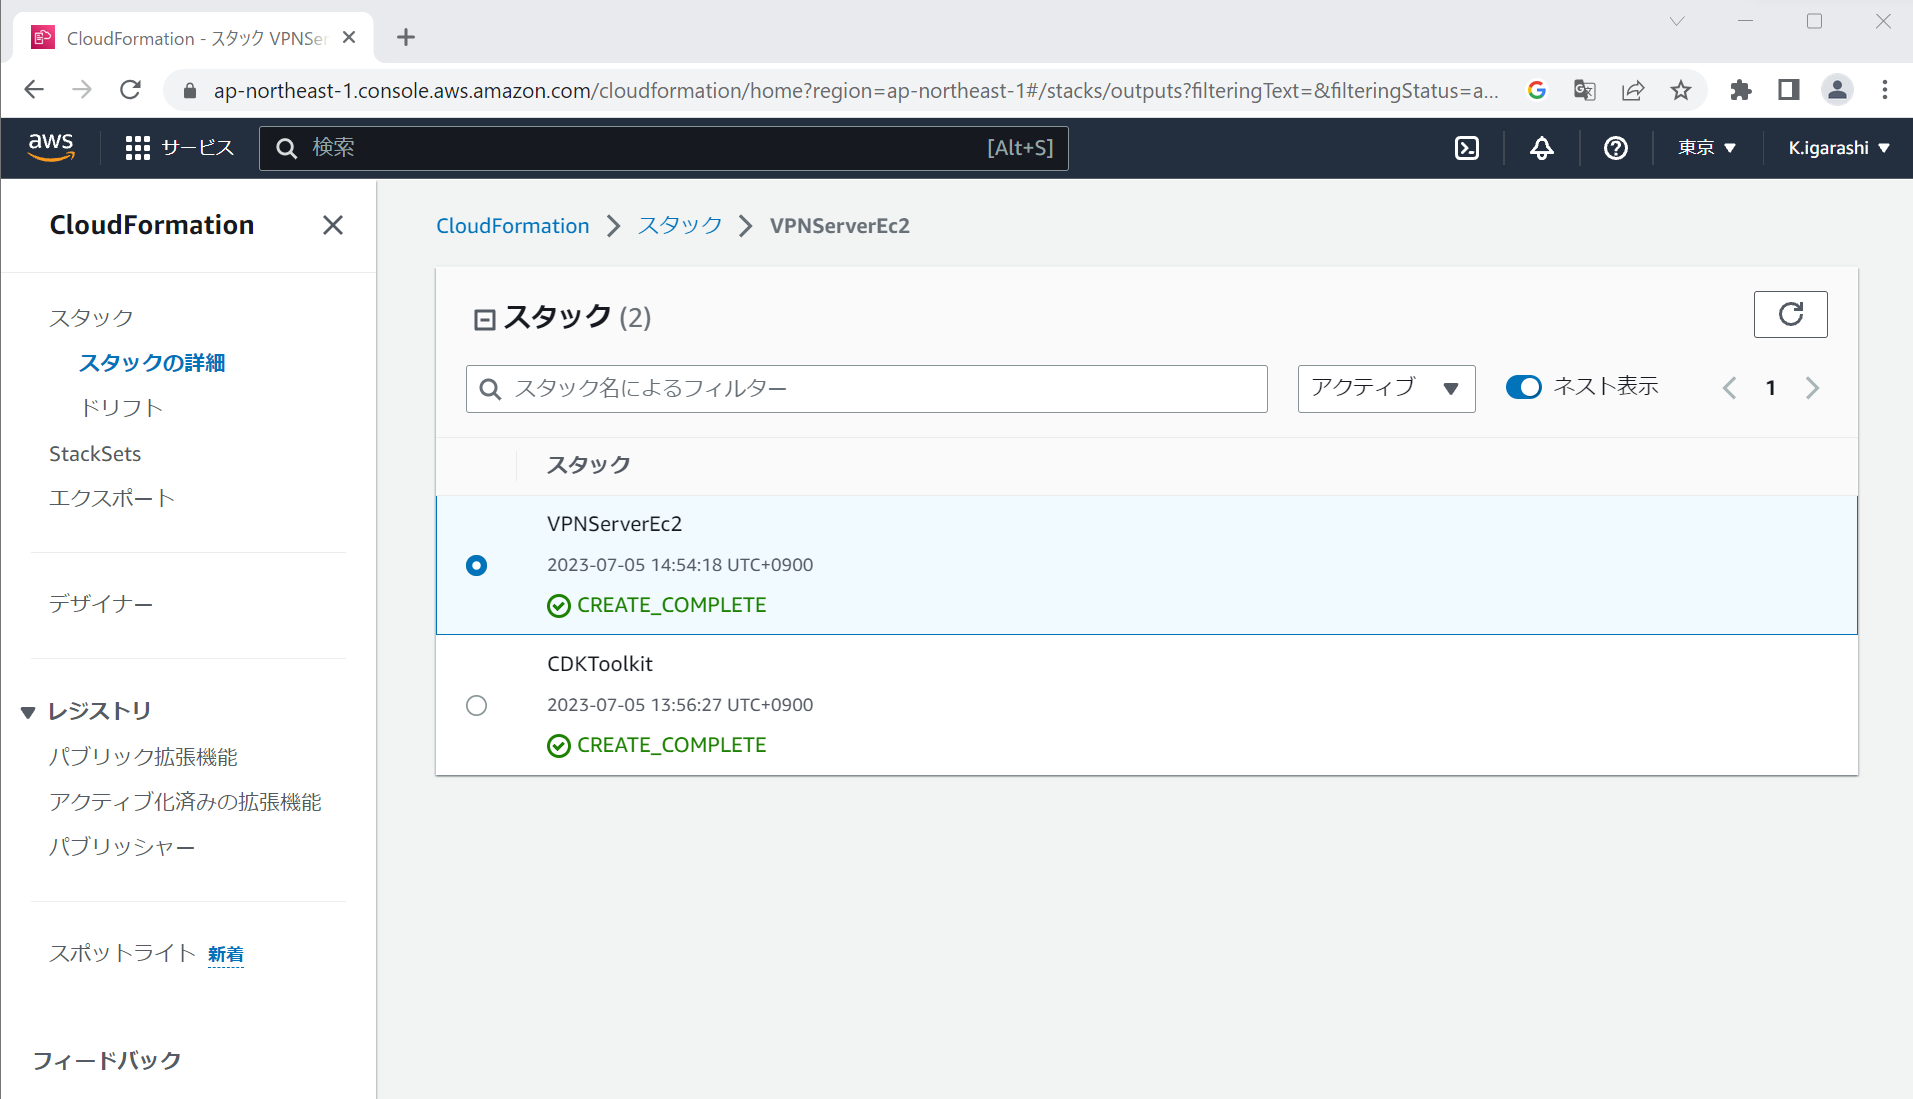 CloudFormation - スタック VPNSer
ap-northeast-1.console.aws.amazon.com/cloudformation/home?region=ap-northeast-1#/stacks/outputs?filteringText=&filteringStatus=a...
aws サービス 検索 [Alt+S] 東京 K.igarashi
CloudFormation
スタック
スタックの詳細
ドリフト
StackSets
エクスポート
デザイナー
レジストリ
パブリック拡張機能
アクティブ化済みの拡張機能
パブリッシャー
スポットライト 新着
フィードバック
CloudFormation スタック VPNServerEc2
スタック (2)
スタック名によるフィルター アクティブ ネスト表示 1
スタック
VPNServerEc2
2023-07-05 14:54:18 UTC+0900
CREATE_COMPLETE
CDKToolkit
2023-07-05 13:56:27 UTC+0900
CREATE_COMPLETE